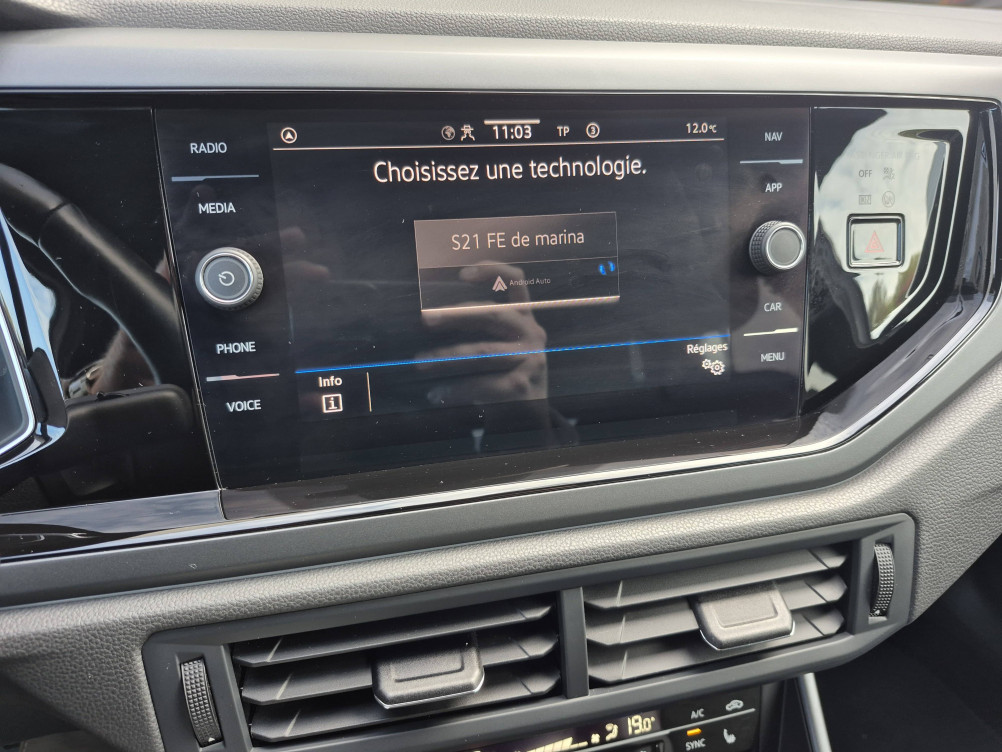 RADIO
MEDIA
PHONE
VOICE
11:03
TP
3
12.0°C
Choisissez une technologie.
S21 FE de marina
Android Auto
Info
i
Réglages
NAV
APP
CAR
MENU
OFF
19.0°
A/C
SYNC